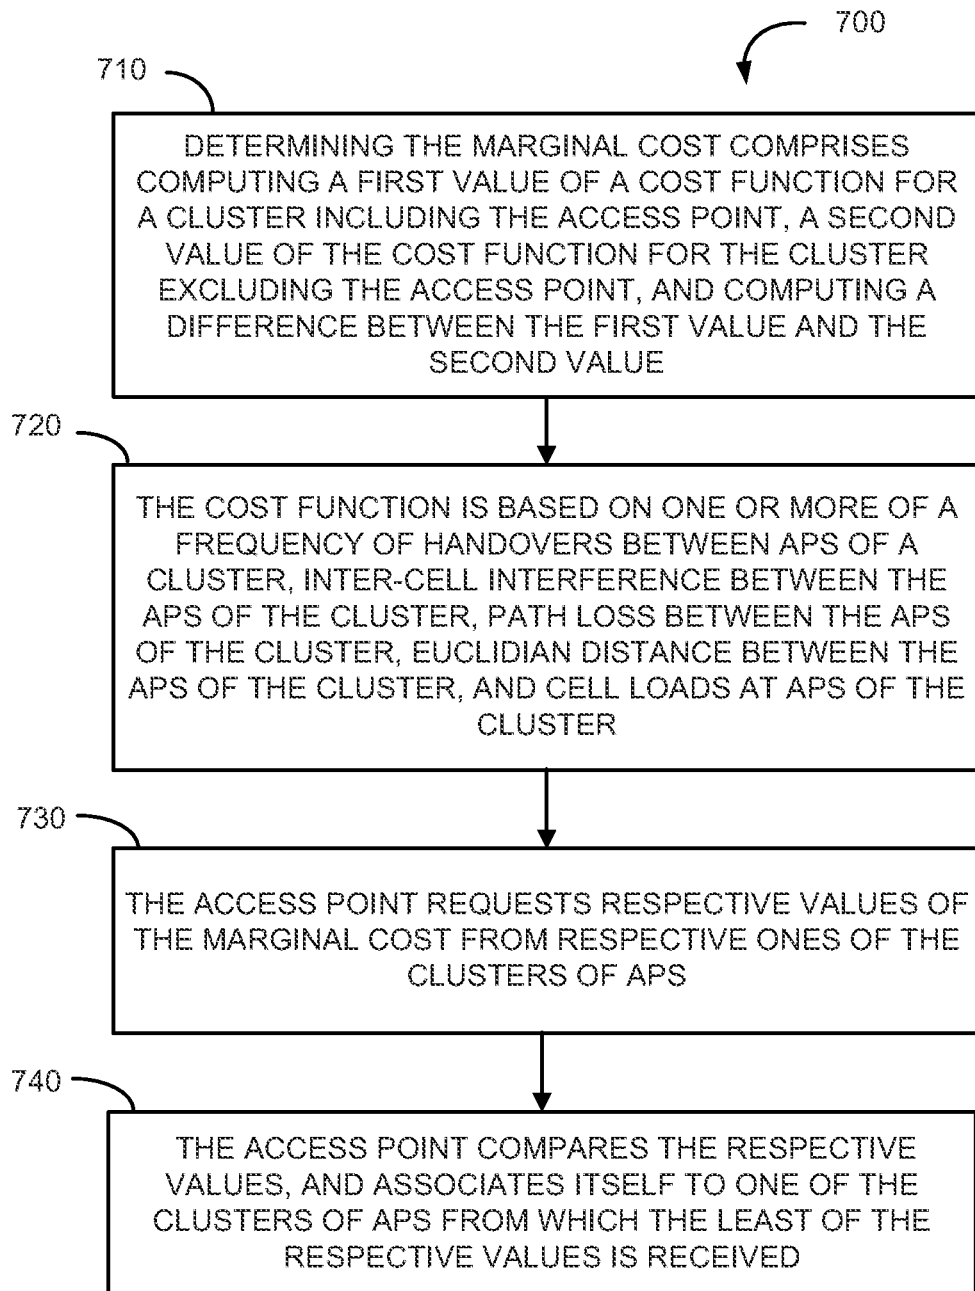 700
710
DETERMINING THE MARGINAL COST COMPRISES
COMPUTING A FIRST VALUE OF A COST FUNCTION FOR
A CLUSTER INCLUDING THE ACCESS POINT, A SECOND
VALUE OF THE COST FUNCTION FOR THE CLUSTER
EXCLUDING THE ACCESS POINT, AND COMPUTING A
DIFFERENCE BETWEEN THE FIRST VALUE AND THE
SECOND VALUE
720
THE COST FUNCTION IS BASED ON ONE OR MORE OF A
FREQUENCY OF HANDOVERS BETWEEN APS OF A
CLUSTER, INTER-CELL INTERFERENCE BETWEEN THE
APS OF THE CLUSTER, PATH LOSS BETWEEN THE APS
OF THE CLUSTER, EUCLIDIAN DISTANCE BETWEEN THE
APS OF THE CLUSTER, AND CELL LOADS AT APS OF THE
CLUSTER
730
THE ACCESS POINT REQUESTS RESPECTIVE VALUES OF
THE MARGINAL COST FROM RESPECTIVE ONES OF THE
CLUSTERS OF APS
740
THE ACCESS POINT COMPARES THE RESPECTIVE
VALUES, AND ASSOCIATES ITSELF TO ONE OF THE
CLUSTERS OF APS FROM WHICH THE LEAST OF THE
RESPECTIVE VALUES IS RECEIVED